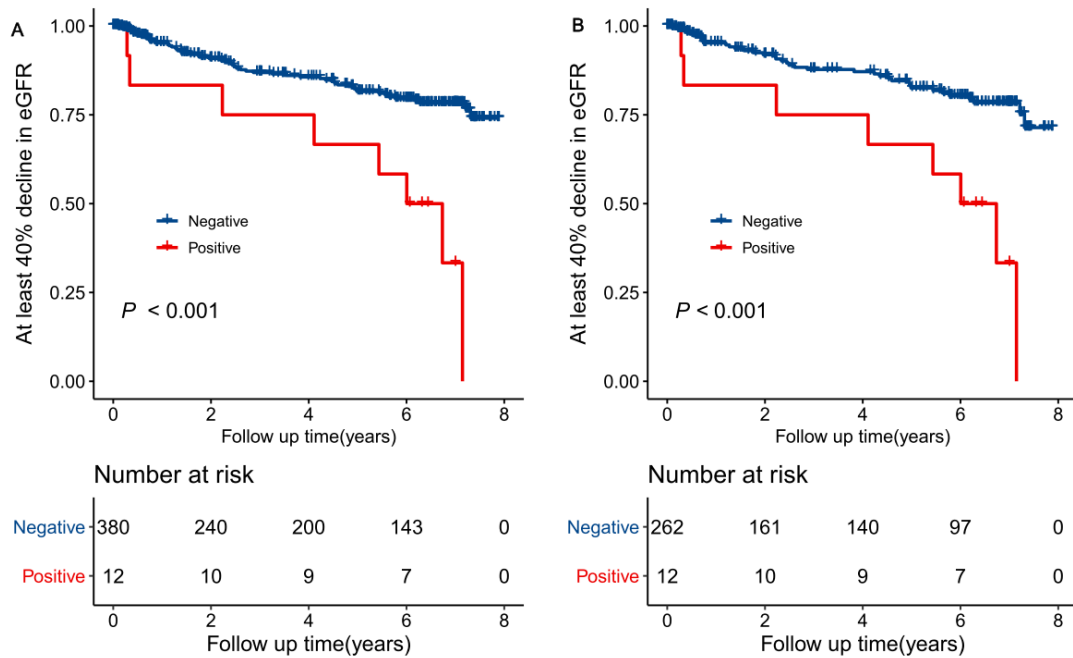 A
At least 40% decline in eGFR
1.00
0.75
0.50
0.25
0.00
Negative
Positive
P < 0.001
0 2 4 6 8
Follow up time(years)
Number at risk
Negative 380 240 200 143 0
Positive 12 10 9 7 0
0 2 4 6 8
Follow up time(years)
B
At least 40% decline in eGFR
1.00
0.75
0.50
0.25
0.00
Negative
Positive
P < 0.001
0 2 4 6 8
Follow up time(years)
Number at risk
Negative 262 161 140 97 0
Positive 12 10 9 7 0
0 2 4 6 8
Follow up time(years)